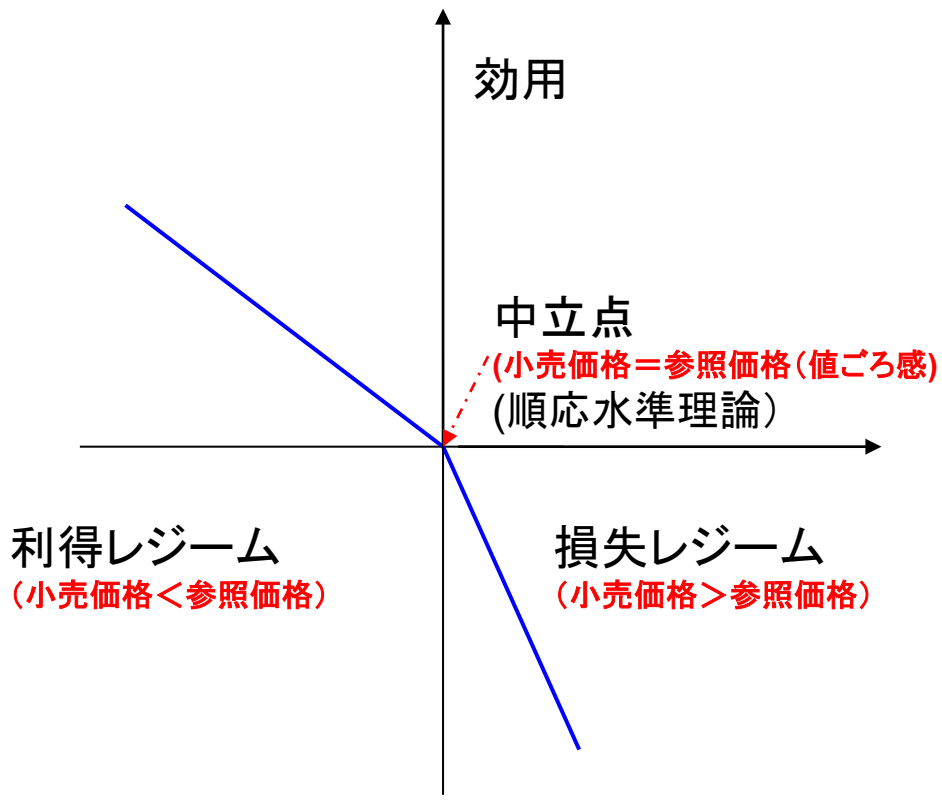 効用
中立点
(小売価格＝参照価格（値ごろ感)
(順応水準理論）
利得レジーム
（小売価格＜参照価格）
損失レジーム
（小売価格＞参照価格）